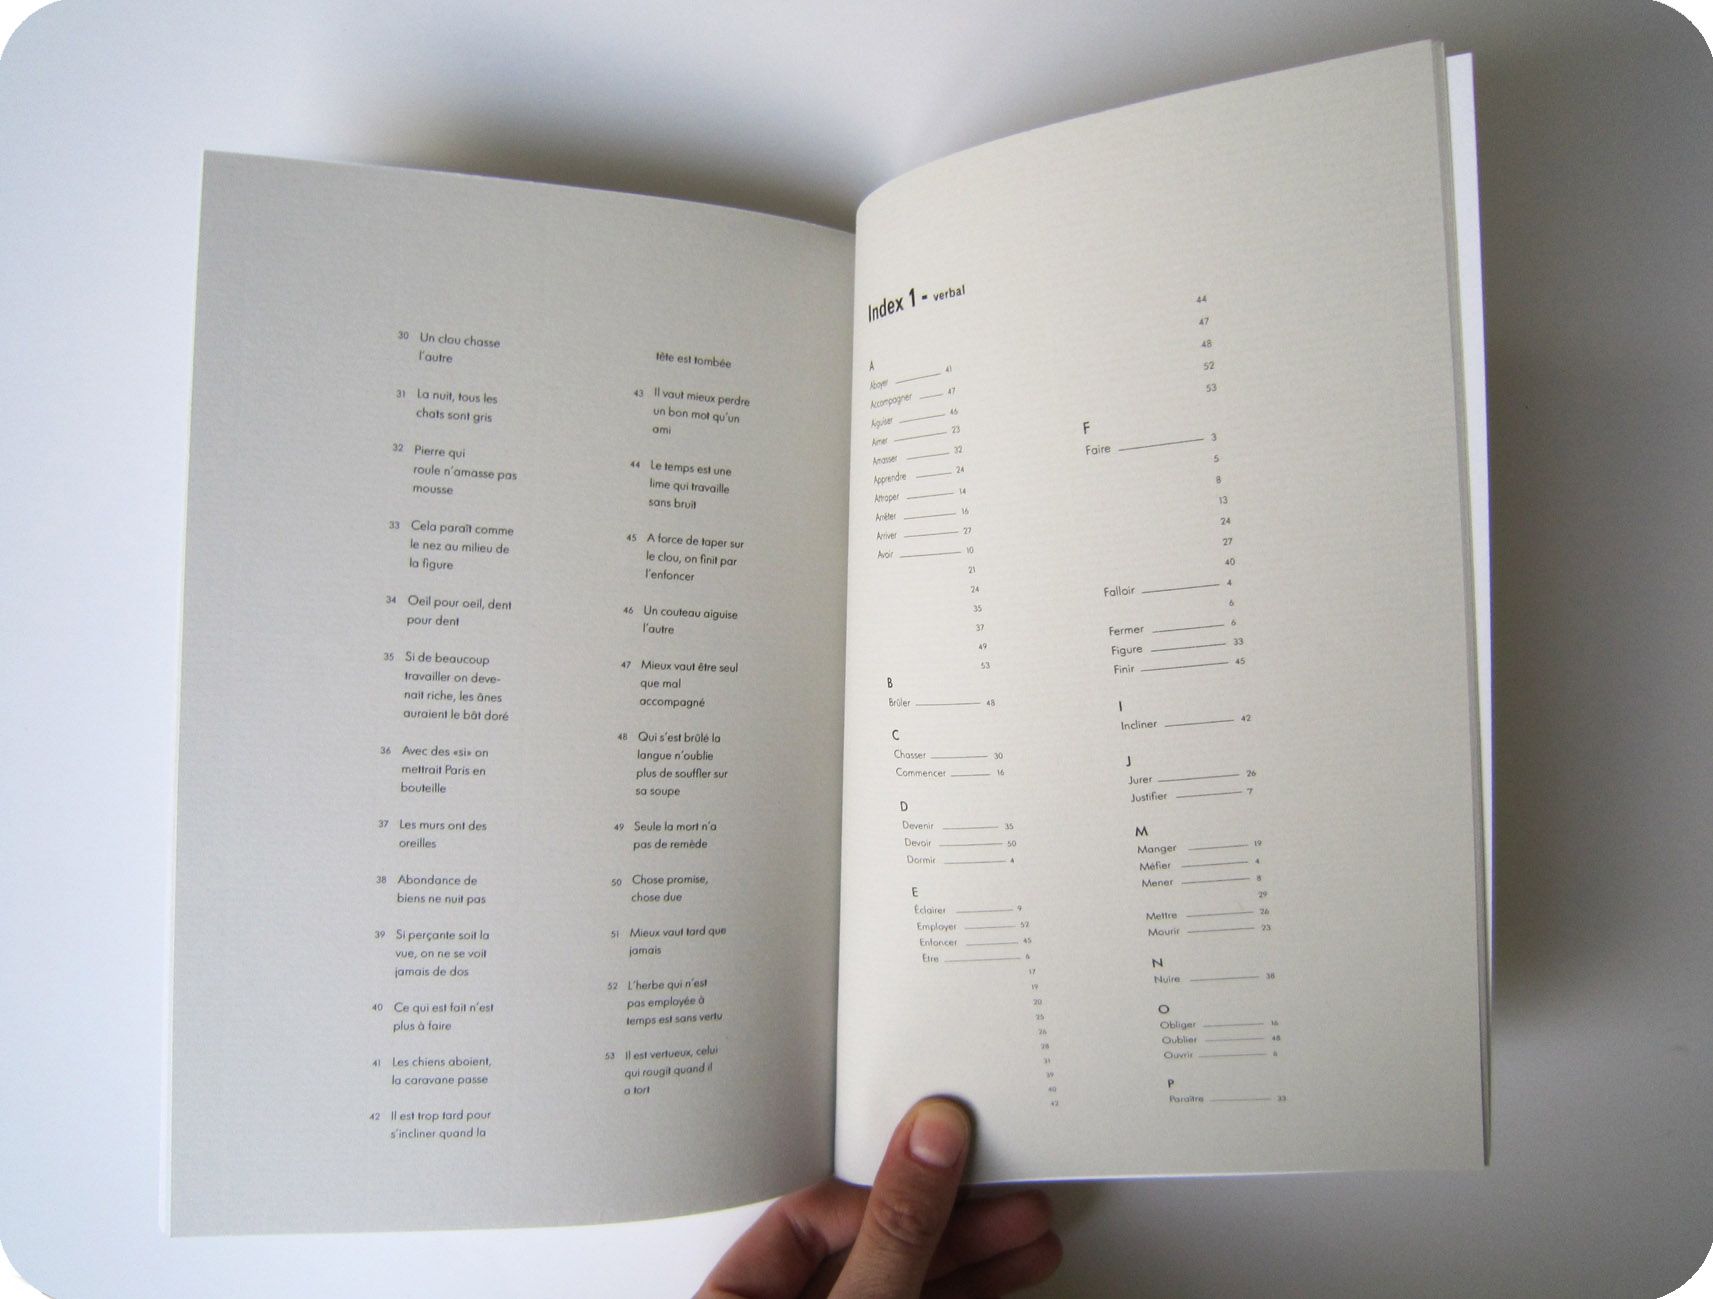 30 Un clou chasse
l'autre
31 La nuit, tous les
chats sont gris
32 Pierre qui
roule n'amasse pas
mousse
33 Cela paraît comme
le nez au milieu de
la figure
34 Oeil pour oeil, dent
pour dent
35 Si de beaucoup
travailler on deve-
nait riche, les ânes
auraient le bât doré
36 Avec des «si» on
mettrait Paris en
bouteille
37 Les murs ont des
oreilles
38 Abondance de
biens ne nuit pas
39 Si perçante soit la
vue, on ne se voit
jamais de dos
40 Ce qui est fait n'est
plus à faire
41 Les chiens aboient,
la caravane passe
42 Il est trop tard pour
s'incliner quand la
tête est tombée
43 Il vaut mieux perdre
un bon mot qu'un
ami
44 Le temps est une
lime qui travaille
sans bruit
45 A force de taper sur
le clou, on finit par
l'enfoncer
46 Un couteau aiguise
l'autre
47 Mieux vaut être seul
que mal
accompagné
48 Qui s'est brûlé la
langue n'oublie
plus de souffler sur
sa soupe
49 Seule la mort n'a
pas de remède
50 Chose promise,
chose due
51 Mieux vaut tard que
jamais
52 L'herbe qui n'est
pas employée à
temps est sans vertu
53 Il est vertueux, celui
qui rougit quand il
a tort
Index 1 - verbal
A
Aboyer 41
Accompagner 47
Aiguiser 46
Aimer 23
Amasser 32
Apprendre 24
Attraper 14
Arrêter 16
Arriver 27
Avoir 10
21
24
35
37
49
53
B
Brûler 48
C
Chasser 30
Commencer 16
D
Devenir 35
Devoir 50
Dormir 4
E
Éclairer 9
Employer 52
Enfoncer 45
Etre 6
17
19
20
25
26
28
31
39
40
42
44
47
48
52
53
F
Faire 3
5
8
13
24
27
40
Falloir 4
6
Fermer 6
Figure 33
Finir 45
I
Incliner 42
J
Jurer 26
Justifier 7
M
Manger 19
Méfier 4
Mener 8
29
Mettre 26
Mourir 23
N
Nuire 38
O
Obliger 16
Oublier 48
Ouvrir 6
P
Paraître 33